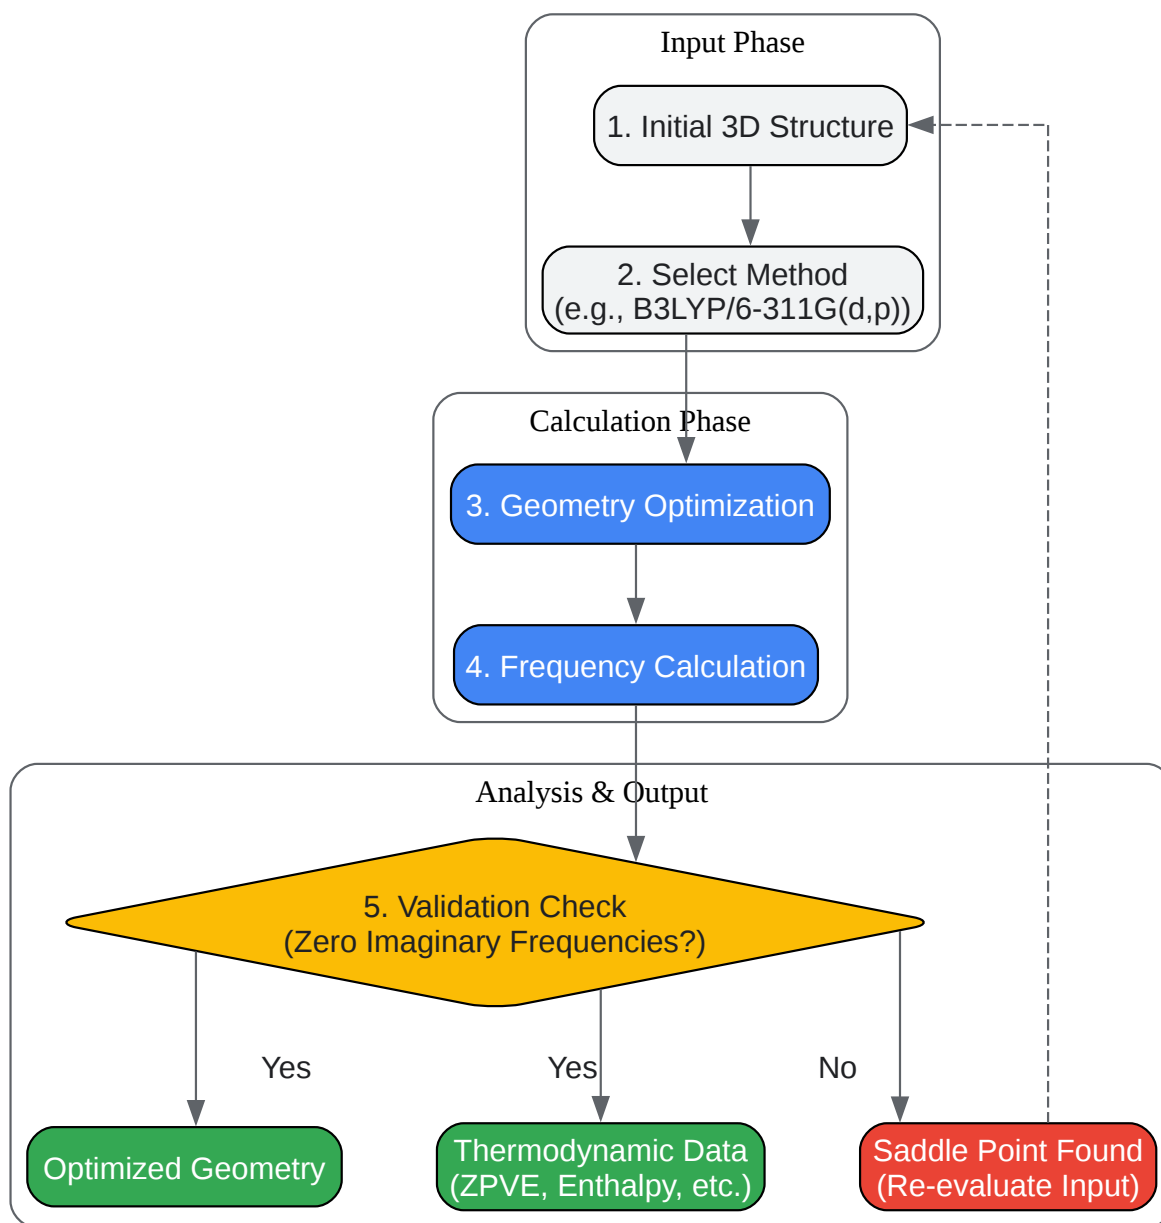 Input Phase
1. Initial 3D Structure
2. Select Method
(e.g., B3LYP/6-311G(d,p))
Calculation Phase
3. Geometry Optimization
4. Frequency Calculation
Analysis & Output
5. Validation Check
(Zero Imaginary Frequencies?)
Yes
Yes
No
Optimized Geometry
Thermodynamic Data
(ZPVE, Enthalpy, etc.)
Saddle Point Found
(Re-evaluate Input)